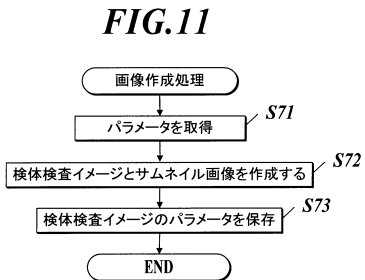 FIG.11
画像作成処理
パラメータを取得
S71
検体検査イメージとサムネイル画像を作成する
S72
検体検査イメージのパラメータを保存
S73
END